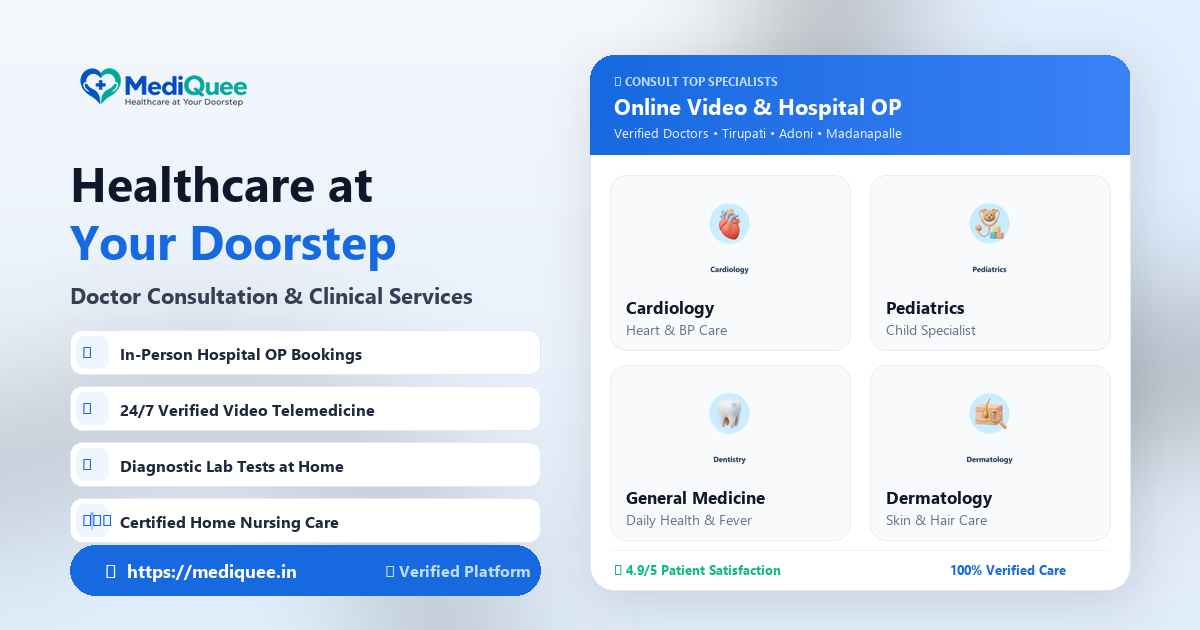 MediQuee
Healthcare at Your Doorstep
Healthcare at
Your Doorstep
Doctor Consultation & Clinical Services
In-Person Hospital OP Bookings
24/7 Verified Video Telemedicine
Diagnostic Lab Tests at Home
Certified Home Nursing Care
https://mediquee.in
Verified Platform
CONSULT TOP SPECIALISTS
Online Video & Hospital OP
Verified Doctors • Tirupati • Adoni • Madanapalle
Cardiology
Cardiology
Heart & BP Care
Pediatrics
Pediatrics
Child Specialist
Dentistry
General Medicine
Daily Health & Fever
Dermatology
Dermatology
Skin & Hair Care
4.9/5 Patient Satisfaction
100% Verified Care